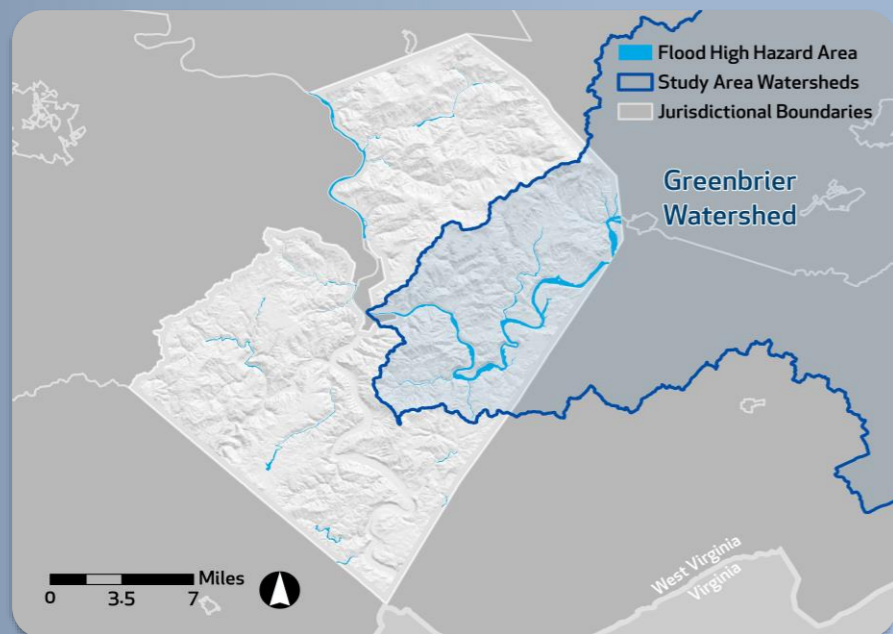 Flood High Hazard Area
Study Area Watersheds
Jurisdictional Boundaries
Greenbrier
Watershed
West Virginia
Virginia
Miles
0 3.5 7